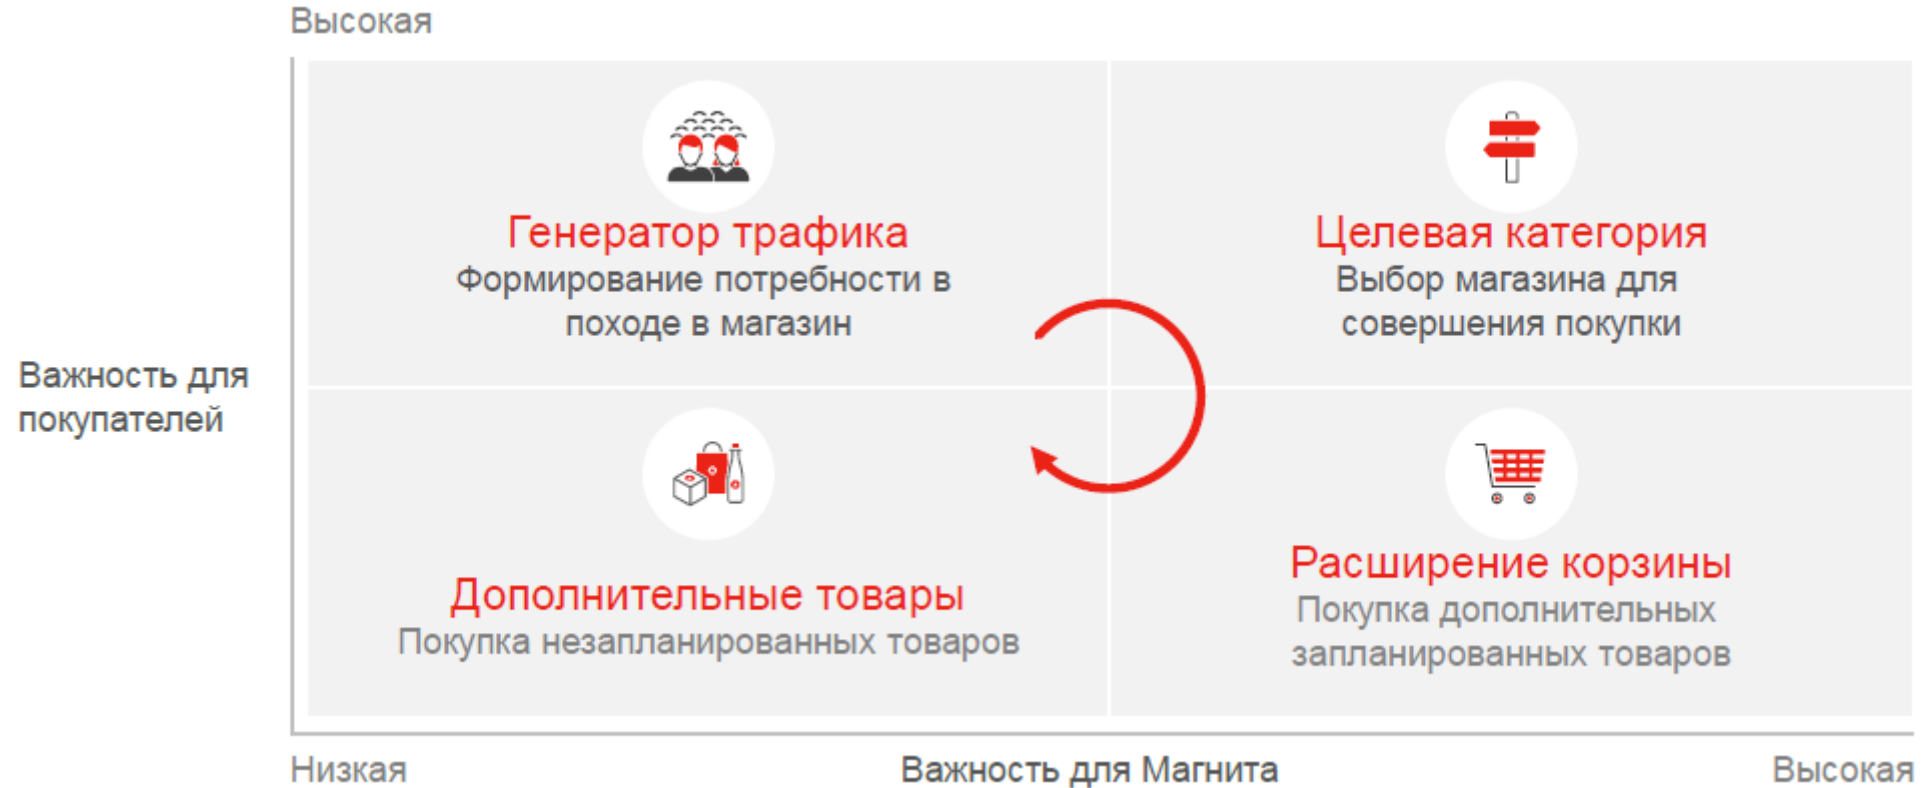 Высокая
Генератор трафика
Формирование потребности в
походе в магазин
Целевая категория
Выбор магазина для
совершения покупки
Важность для
покупателей
Дополнительные товары
Покупка незапланированных товаров
Расширение корзины
Покупка дополнительных
запланированных товаров
Низкая
Важность для Магнита
Высокая